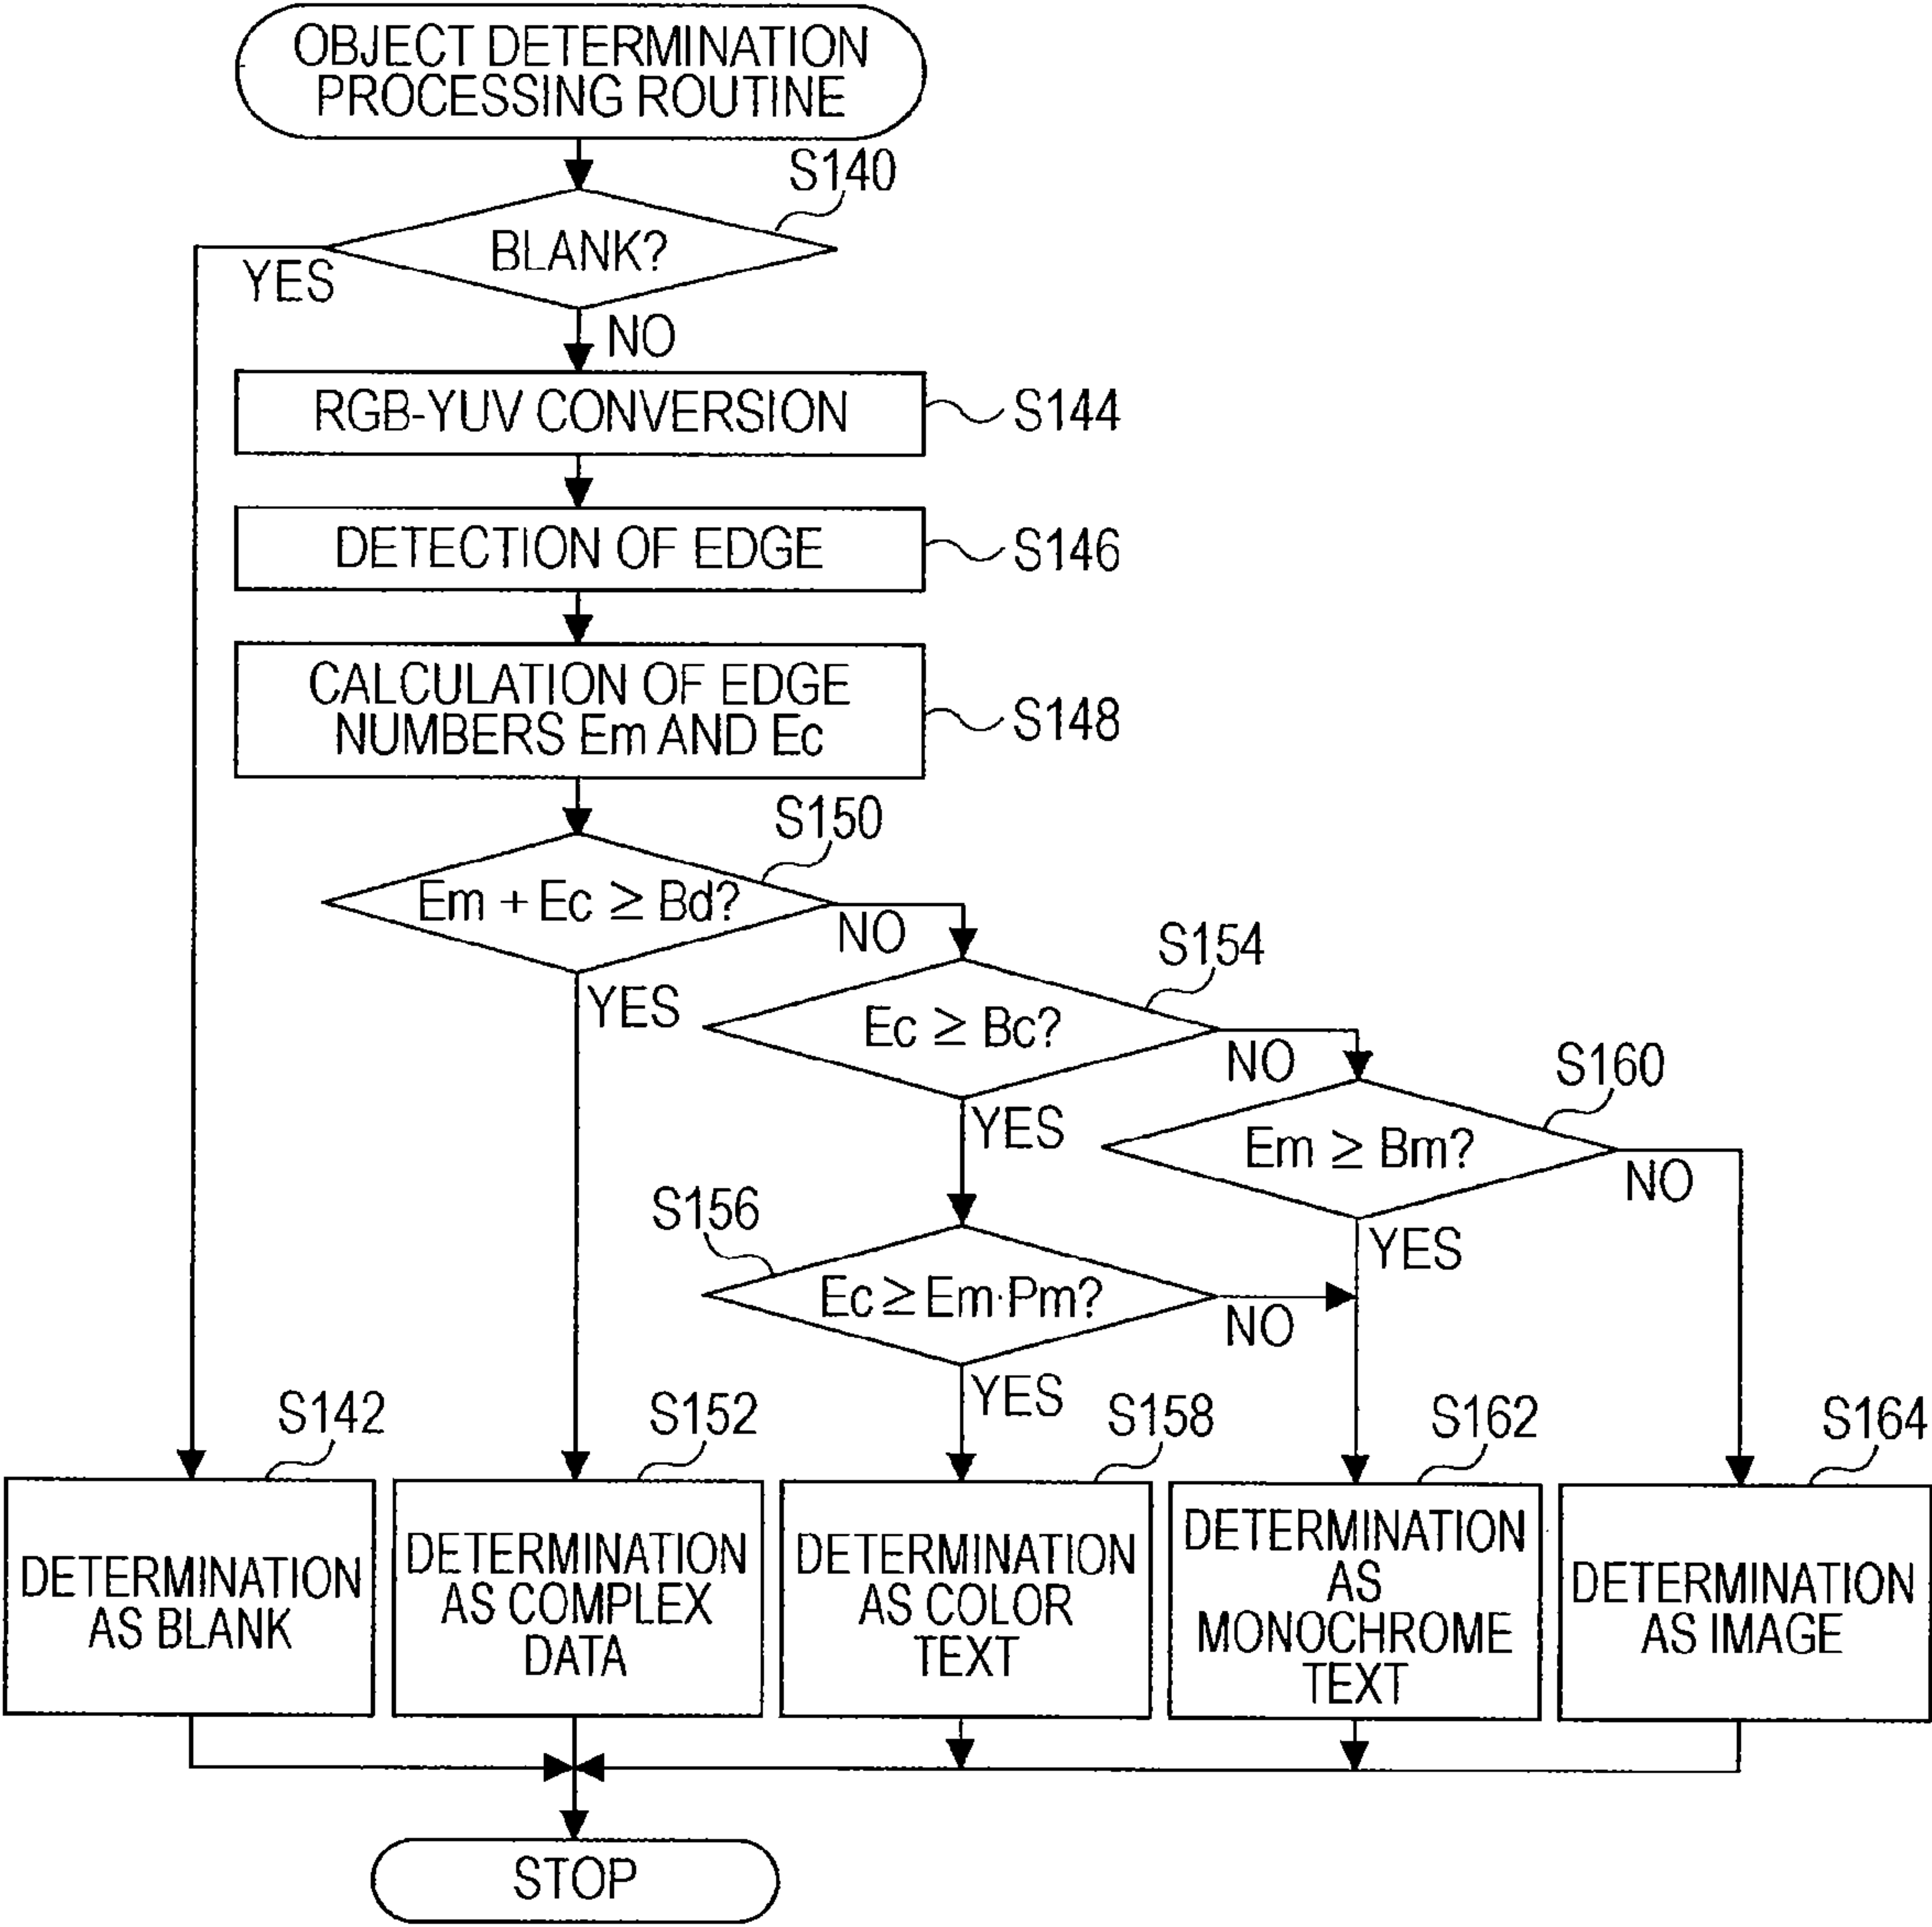 OBJECT DETERMINATION
PROCESSING ROUTINE
S140
BLANK?
YES
NO
RGB-YUV CONVERSION
S144
DETECTION OF EDGE
S146
CALCULATION OF EDGE
NUMBERS Em AND Ec
S148
S150
Em + Ec ≥ Bd?
NO
YES
S154
Ec ≥ Bc?
NO
YES
S160
Em ≥ Bm?
NO
YES
S156
Ec ≥ Em·Pm?
NO
YES
S142
DETERMINATION
AS BLANK
S152
DETERMINATION
AS COMPLEX
DATA
S158
DETERMINATION
AS COLOR
TEXT
S162
DETERMINATION
AS
MONOCHROME
TEXT
S164
DETERMINATION
AS IMAGE
STOP